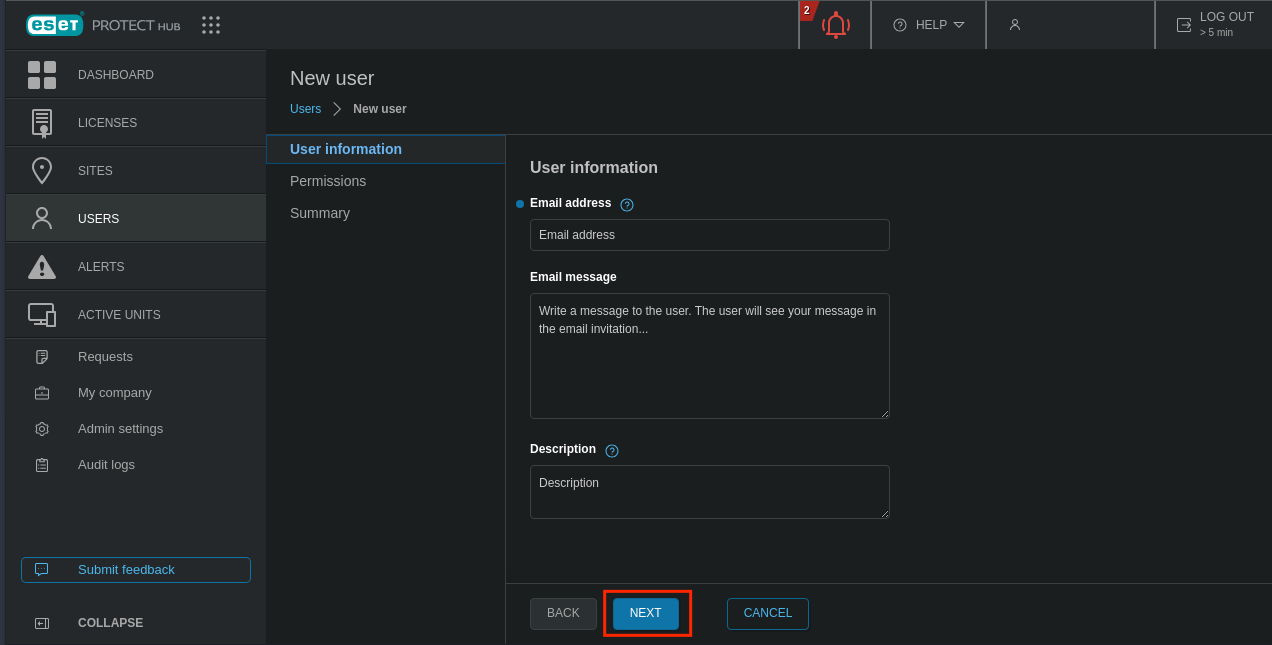 eset PROTECT HUB
2
HELP
LOG OUT
> 5 min
DASHBOARD
LICENSES
SITES
USERS
ALERTS
ACTIVE UNITS
Requests
My company
Admin settings
Audit logs
Submit feedback
COLLAPSE
New user
Users New user
User information
Permissions
Summary
User information
Email address
Email address
Email message
Write a message to the user. The user will see your message in
the email invitation...
Description
Description
BACK NEXT CANCEL